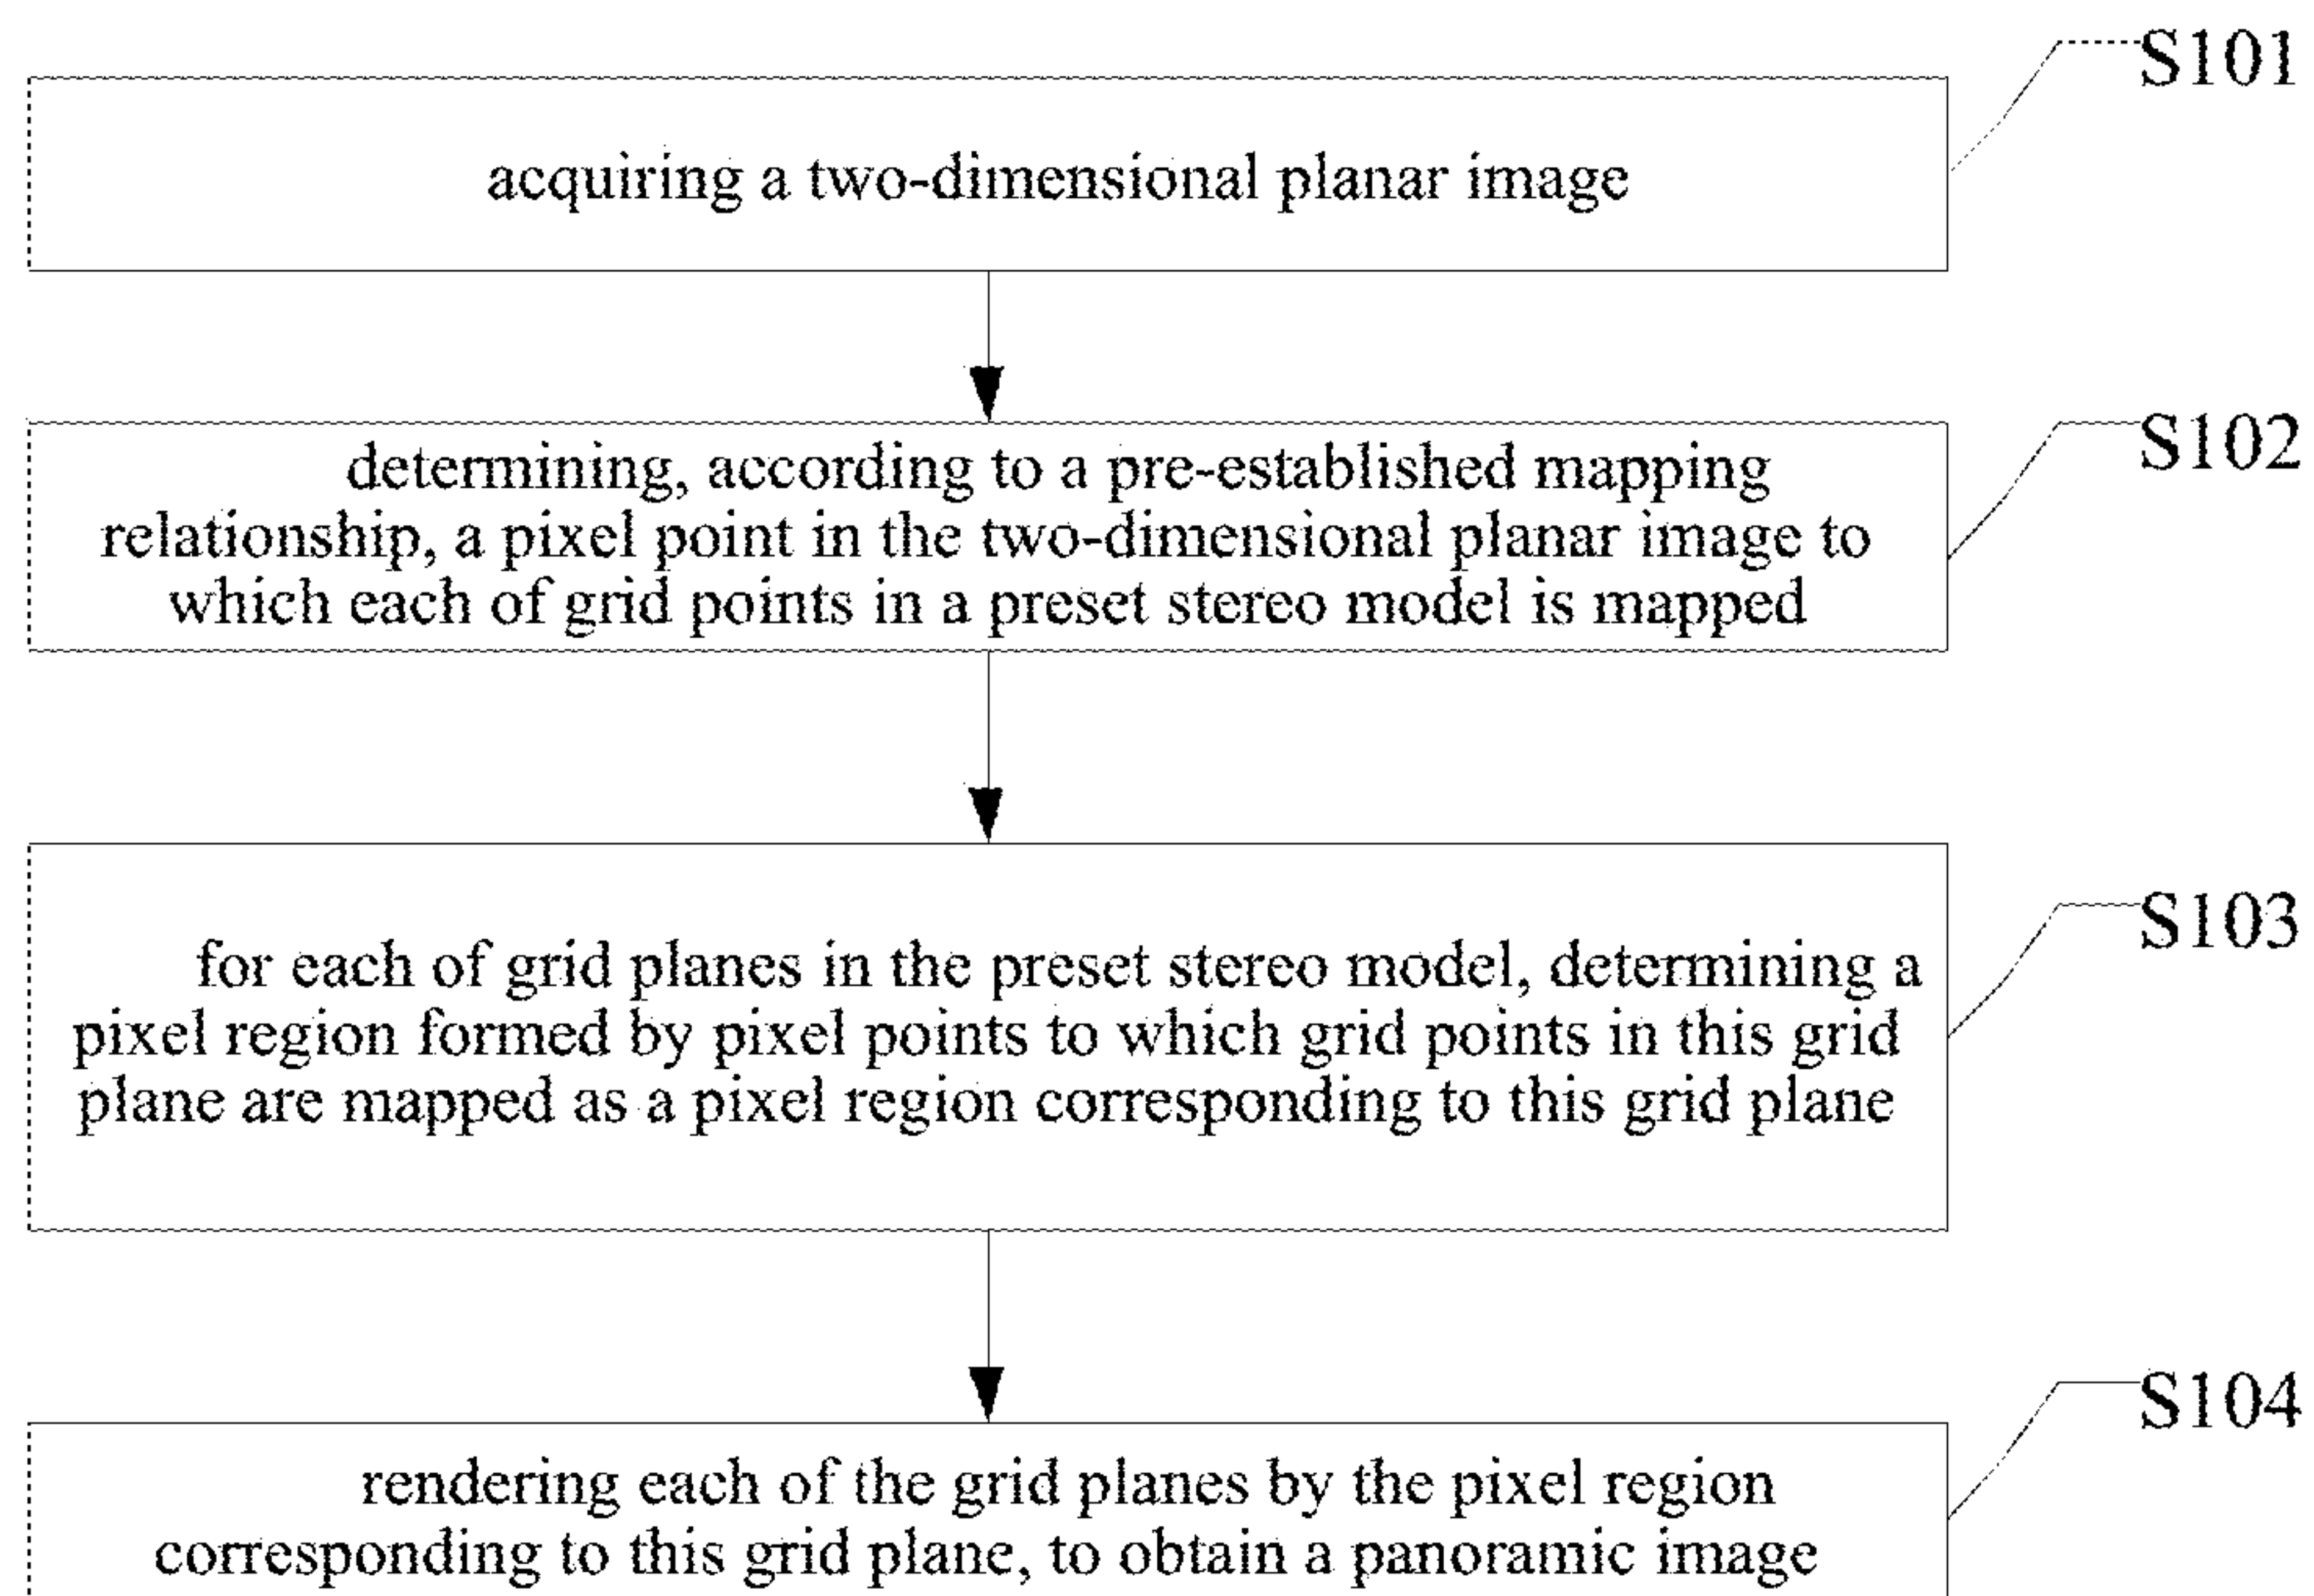 S101
acquiring a two-dimensional planar image
S102
determining, according to a pre-established mapping
relationship, a pixel point in the two-dimensional planar image to
which each of grid points in a preset stereo model is mapped
S103
for each of grid planes in the preset stereo model, determining a
pixel region formed by pixel points to which grid points in this grid
plane are mapped as a pixel region corresponding to this grid plane
S104
rendering each of the grid planes by the pixel region
corresponding to this grid plane, to obtain a panoramic image